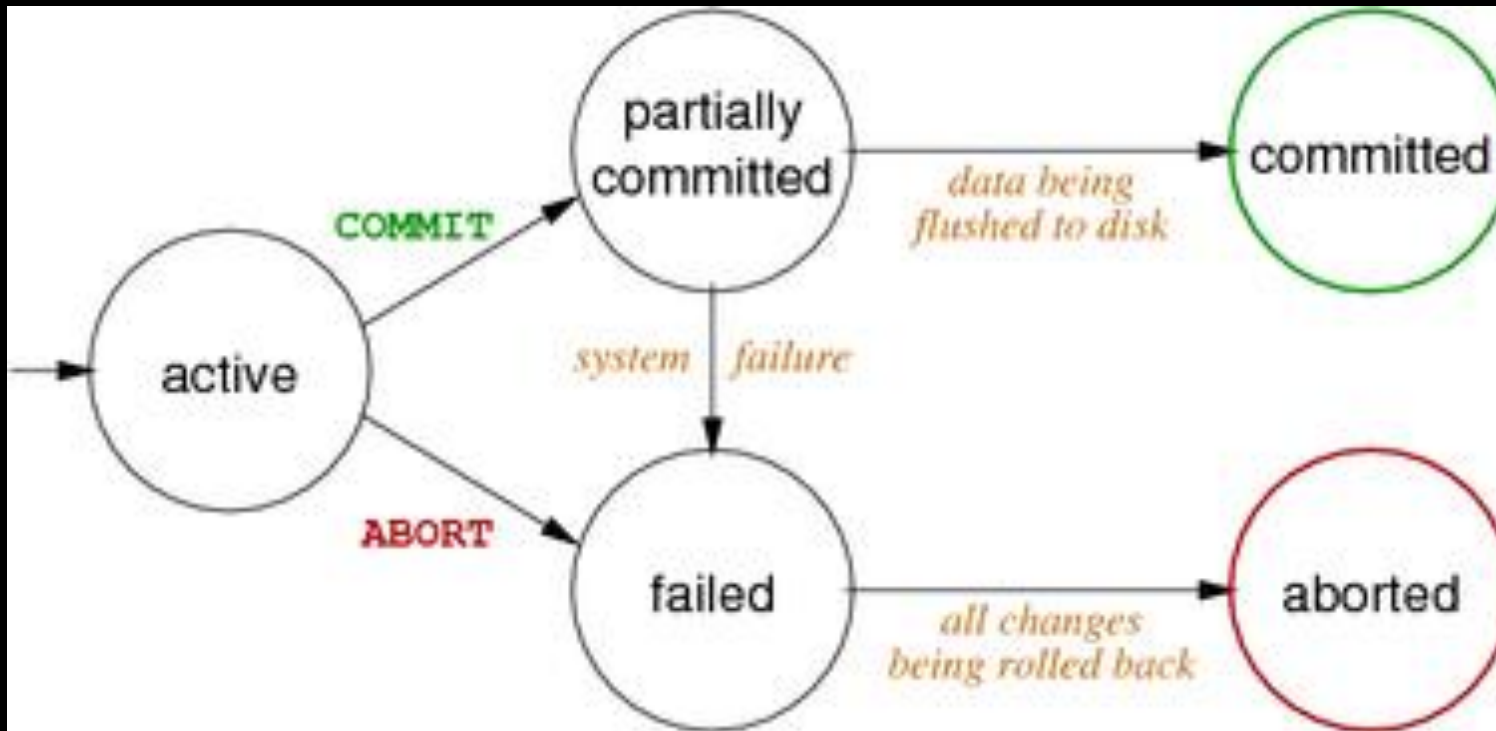 partially
committed
committed
data being
flushed to disk
COMMIT
active
system failure
ABORT
failed
aborted
all changes
being rolled back